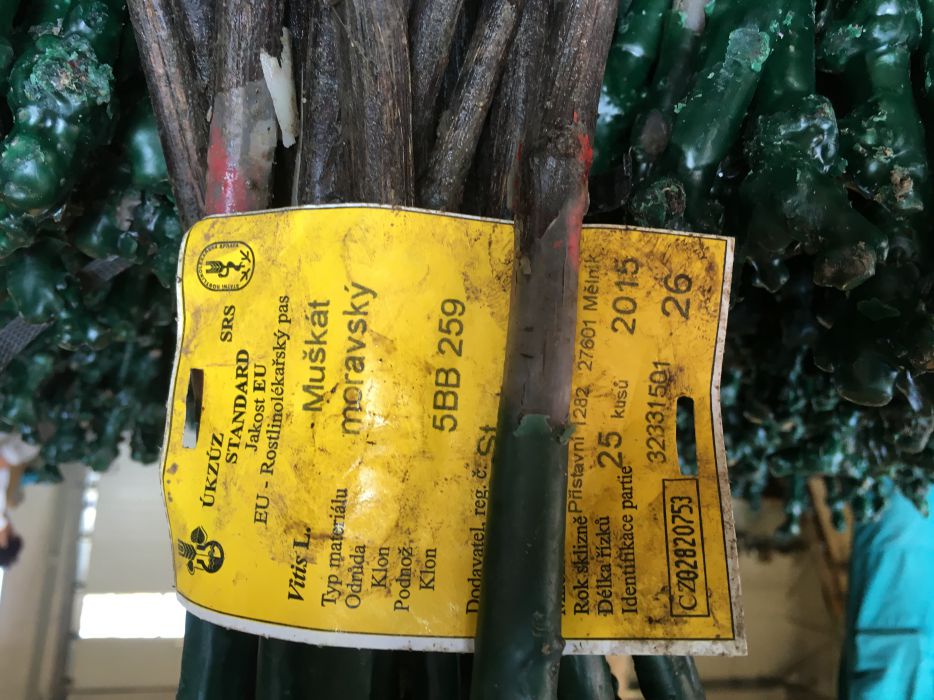 ÚKZÚZ SRS
STANDARD
Jakost EU
EU - Rostlinolékařský pas
Vitis L.
Typ materiálu
Odrůda Muškát
moravský
Klon
Podnož 5BB 259
Klon
Dodavatel, reg. č. St
Přístavní 1282 27601 Mělník
Rok sklizně 2015
Délka řízků 25 kusů 26
Identifikace partie 32331501
CZ02820753